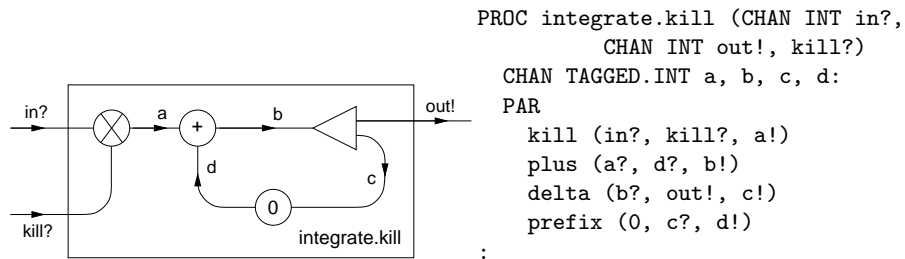 in?
kill?
a
+
b
d
c
0
out!
integrate.kill
PROC integrate.kill (CHAN INT in?,
CHAN INT out!, kill?)
CHAN TAGGED.INT a, b, c, d:
PAR
kill (in?, kill?, a!)
plus (a?, d?, b!)
delta (b?, out!, c!)
prefix (0, c?, d!)
: